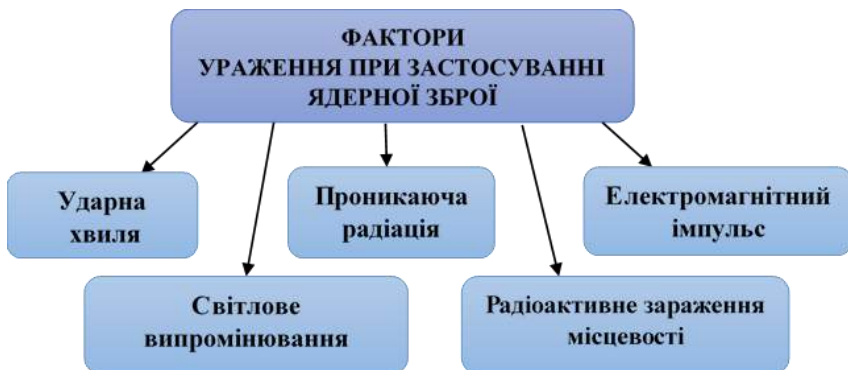 ФАКТОРИ
УРАЖЕННЯ ПРИ ЗАСТОСУВАННІ
ЯДЕРНОЇ ЗБРОЇ
Ударна
хвиля
Проникаюча
радіація
Електромагнітний
імпульс
Світлове
випромінювання
Радіоактивне зараження
місцевості